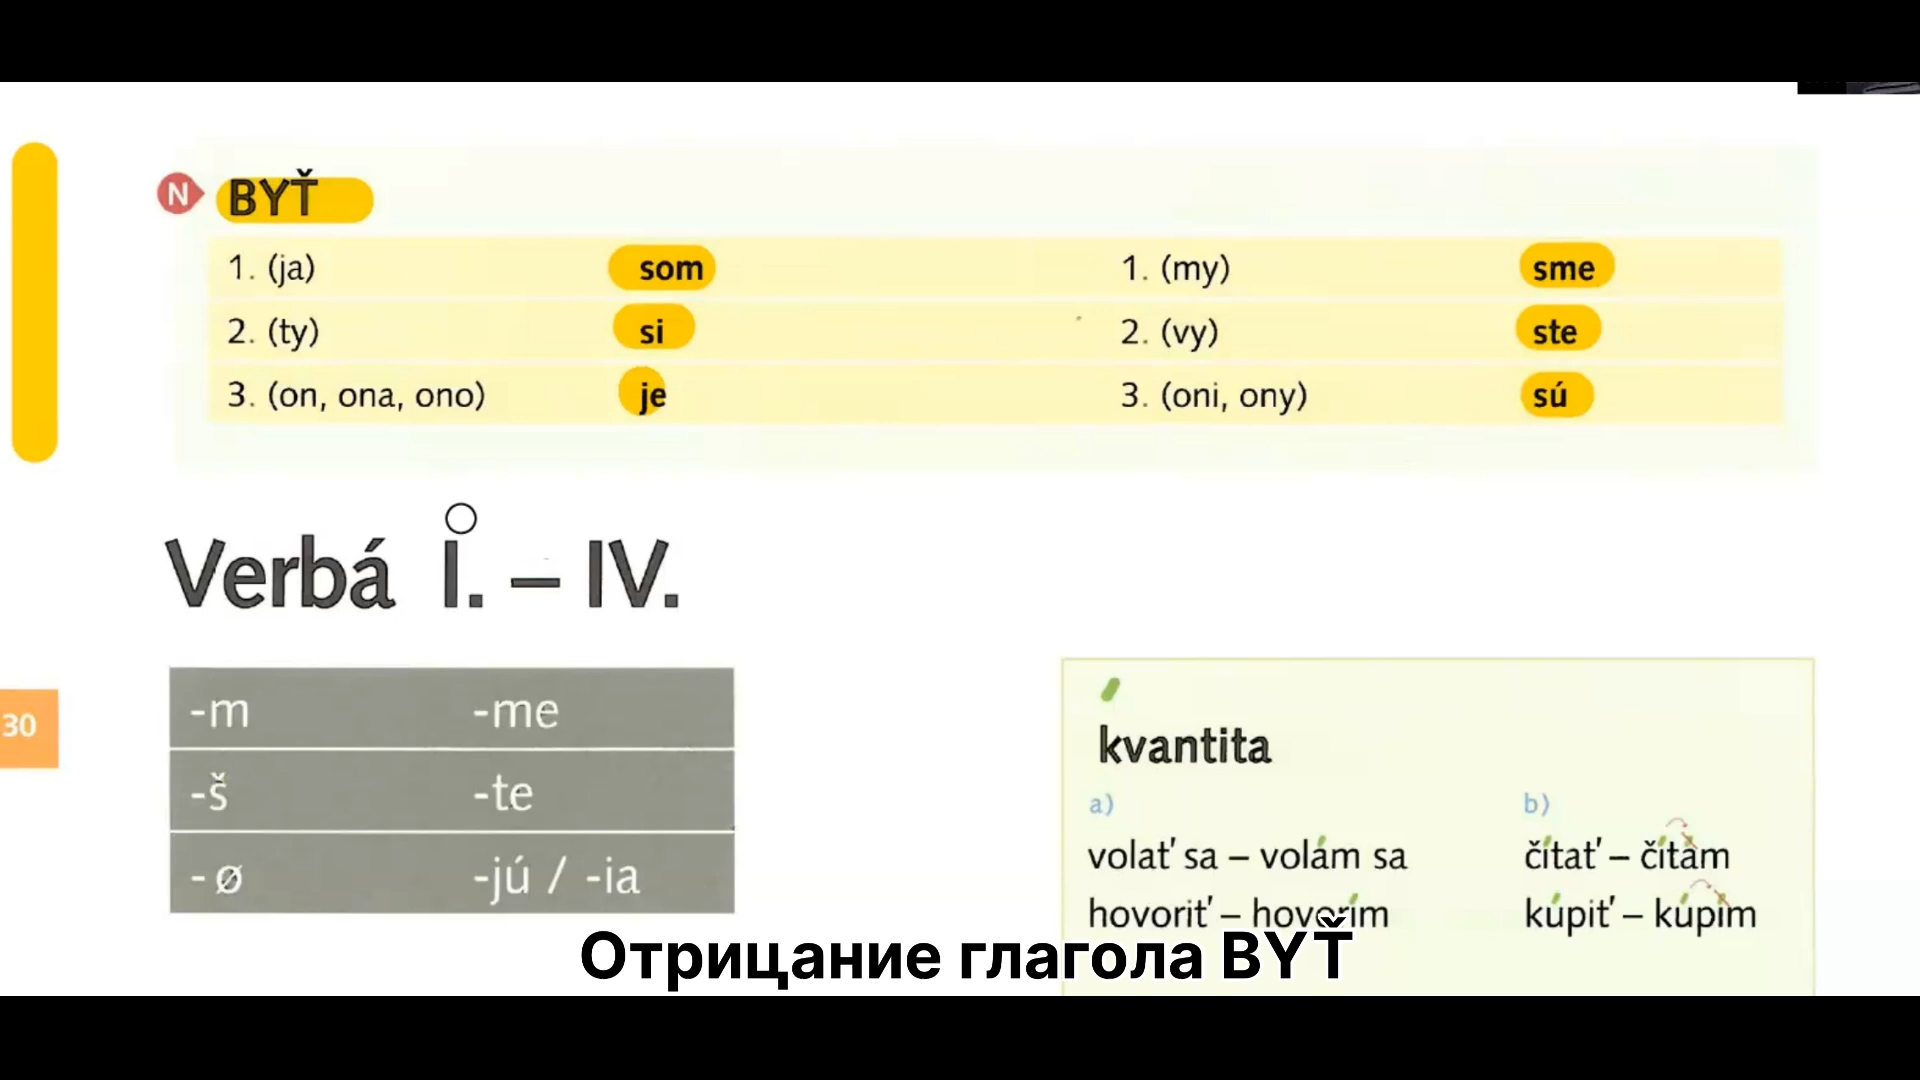 N BYŤ
1. (ja) som 1. (my) sme
2. (ty) si 2. (vy) ste
3. (on, ona, ono) je 3. (oni, ony) sú
Verbá I. – IV.
30
-m -me
-š -te
-ø -jú / -ia
kvantita
a) b)
volať sa – volám sa čítať – čítam
hovoriť – hovorím kúpiť – kúpim
Отрицание глагола BYŤ